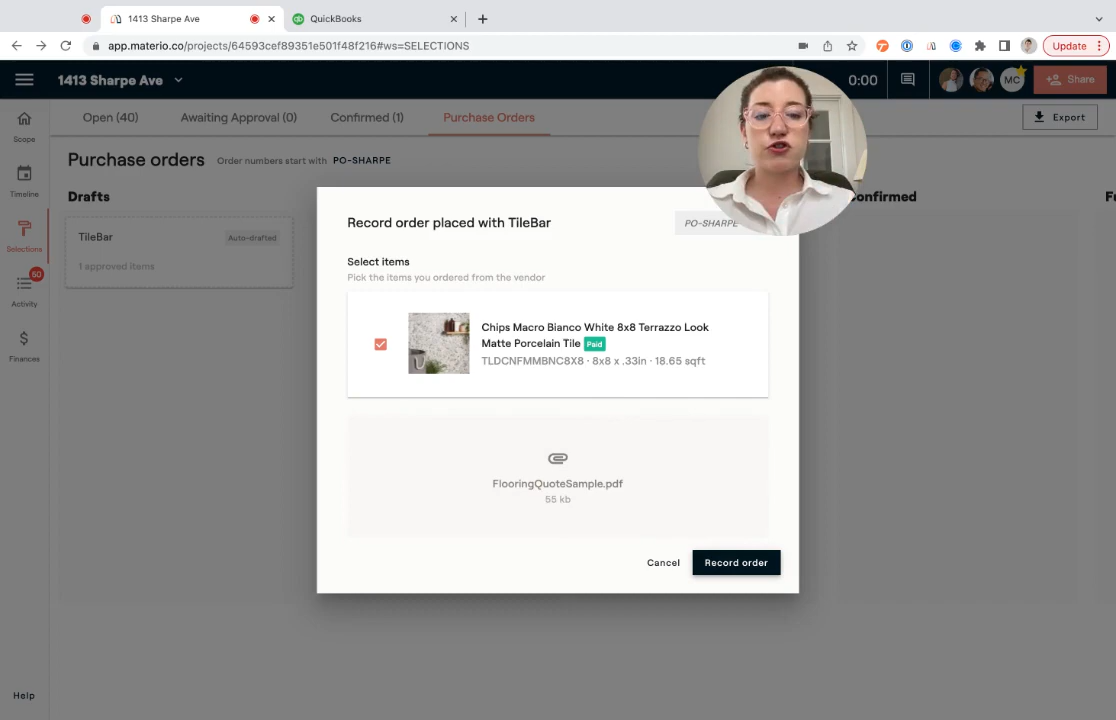 1413 Sharpe Ave
QuickBooks
app.materio.co/projects/64593cef89351e501f48f216#ws=SELECTIONS
Update
1413 Sharpe Ave
0:00
MC
Share
Scope
Timeline
Selections
50
Activity
Finances
Help
Open (40)
Awaiting Approval (0)
Confirmed (1)
Purchase Orders
Export
Purchase orders
Order numbers start with PO-SHARPE
Drafts
TileBar
Auto-drafted
1 approved items
onfirmed
Fu
Record order placed with TileBar
PO-SHARPE
Select items
Pick the items you ordered from the vendor
Chips Macro Bianco White 8x8 Terrazzo Look
Matte Porcelain Tile Paid
TLDCNFMMBNC8X8 · 8x8 x .33in · 18.65 sqft
FlooringQuoteSample.pdf
55 kb
Cancel
Record order